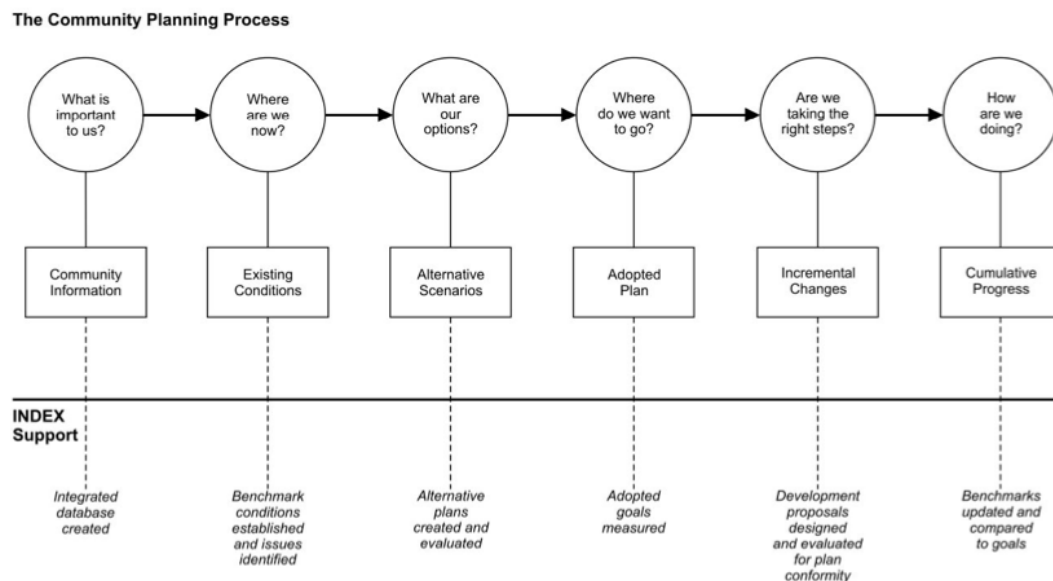 The Community Planning Process
What is
important
to us?
Where
are we
now?
What are
our
options?
Where
do we want
to go?
Are we
taking the
right steps?
How
are we
doing?
Community
Information
Existing
Conditions
Alternative
Scenarios
Adopted
Plan
Incremental
Changes
Cumulative
Progress
INDEX
Support
Integrated
database
created
Benchmark
conditions
established
and issues
identified
Alternative
plans
created and
evaluated
Adopted
goals
measured
Development
proposals
designed
and evaluated
for plan
conformity
Benchmarks
updated and
compared
to goals